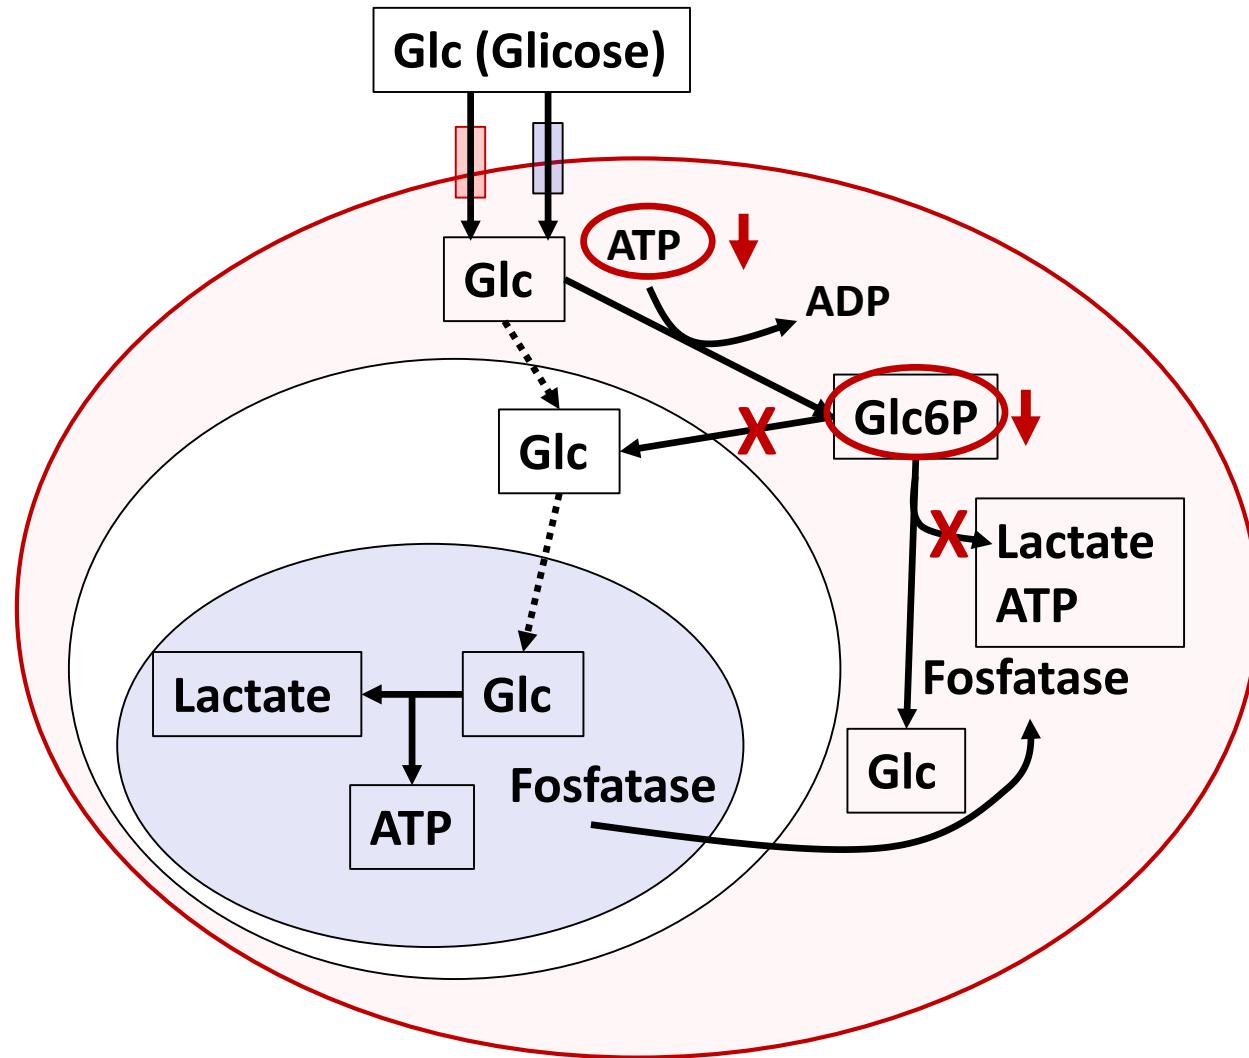 Glc (Glicose)
ATP
Glc
ADP
Glc6P
X
Glc
X
Lactate
ATP
Fosfatase
Lactate
Glc
Glc
Fosfatase
ATP